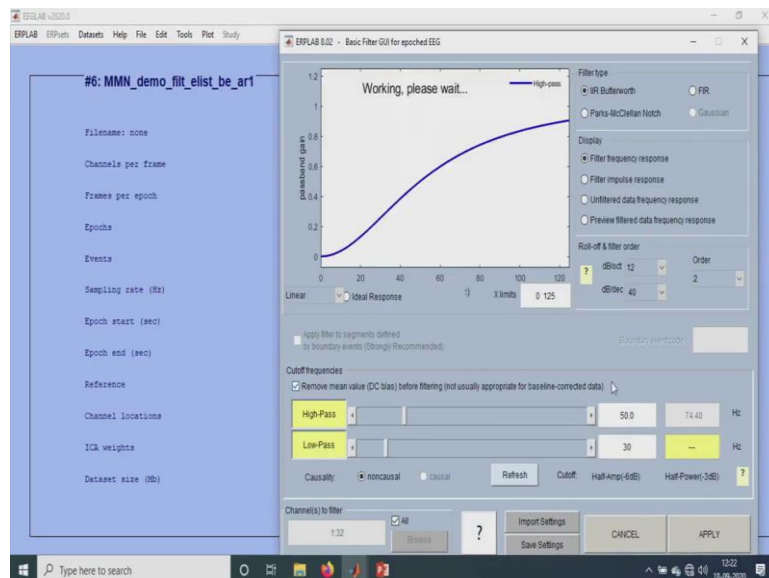 EEGLAB v2020.0
ERPLAB ERPsets Datasets Help File Edit Tools Plot Study
#6: MMN_demo_filt_elist_be_ar1
Filename: none
Channels per frame
Frames per epoch
Epochs
Events
Sampling rate (Hz)
Epoch start (sec)
Epoch end (sec)
Reference
Channel locations
ICA weights
Dataset size (Mb)
ERPLAB 8.02 - Basic Filter GUI for epoched EEG
Working, please wait...
High-pass
passband gain
1.2
1
0.8
0.6
0.4
0.2
0
0 20 40 60 80 100 120
Linear
Ideal Response
:)
X limits
0 125
Filter type
IIR Butterworth
FIR
Parks-McClellan Notch
Gaussian
Display
Filter frequency response
Filter impulse response
Unfiltered data frequency response
Preview filtered data frequency response
Roll-off & filter order
?
dB/oct 12
dB/dec 40
Order
2
Apply filter to segments defined
by boundary events (Strongly Recommended)
Boundary event code
Cutoff frequencies
Remove mean value (DC bias) before filtering (not usually appropriate for baseline-corrected data)
High-Pass 50.0 74.40 Hz
Low-Pass 30 --- Hz
Causality: noncausal causal Refresh Cutoff: Half-Amp(-6dB) Half-Power(-3dB) ?
Channel(s) to filter
1:32
All
Browse
?
Import Settings
Save Settings
CANCEL
APPLY
Type here to search
12:22
18-09-2020